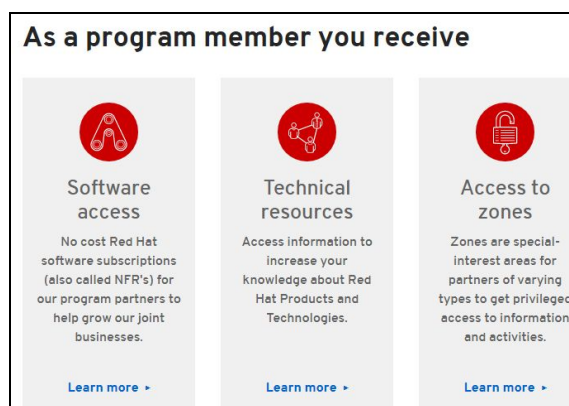 As a program member you receive
Software
access
No cost Red Hat
software subscriptions
(also called NFR's) for
our program partners to
help grow our joint
businesses.
Learn more ▸
Technical
resources
Access information to
increase your
knowledge about Red
Hat Products and
Technologies.
Learn more ▸
Access to
zones
Zones are special-
interest areas for
partners of varying
types to get privileged
access to information
and activities.
Learn more ▸